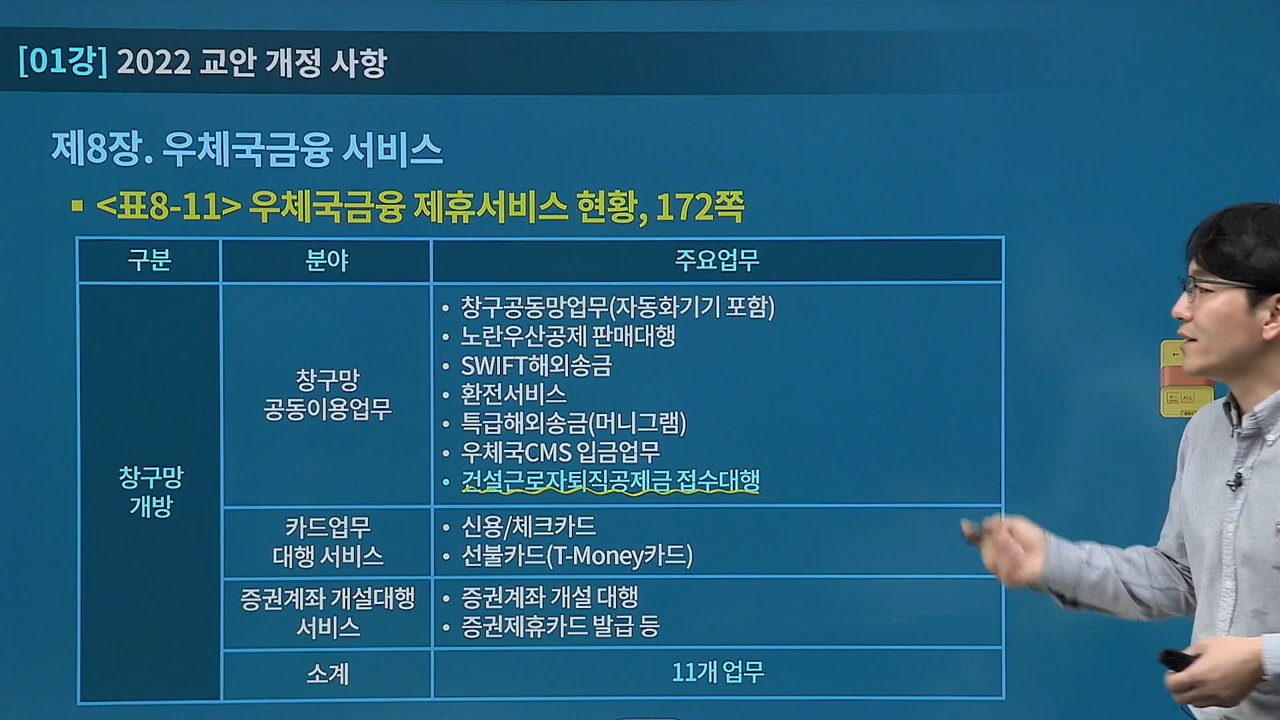 [01강] 2022 교안 개정 사항
제8장. 우체국금융 서비스
▪ <표8-11> 우체국금융 제휴서비스 현황, 172쪽
구분
분야
주요업무
창구망
개방
창구망
공동이용업무
• 창구공동망업무(자동화기기 포함)
• 노란우산공제 판매대행
• SWIFT해외송금
• 환전서비스
• 특급해외송금(머니그램)
• 우체국CMS 입금업무
• 건설근로자퇴직공제금 접수대행
카드업무
대행 서비스
• 신용/체크카드
• 선불카드(T-Money카드)
증권계좌 개설대행
서비스
• 증권계좌 개설 대행
• 증권제휴카드 발급 등
소계
11개 업무